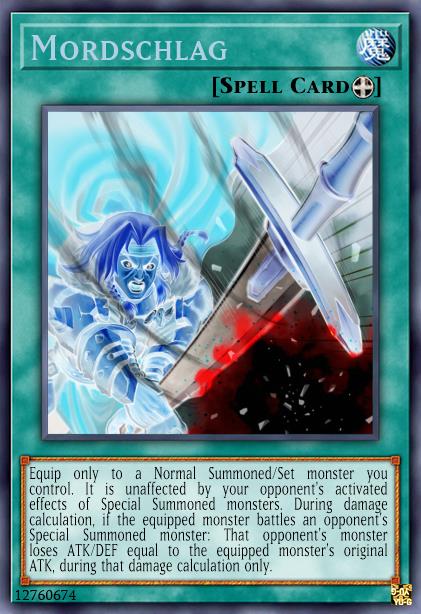 Mordschlag
魔
[Spell Card]
Equip only to a Normal Summoned/Set monster you
control. It is unaffected by your opponent's activated
effects of Special Summoned monsters. During damage
calculation, if the equipped monster battles an opponent's
Special Summoned monster: That opponent's monster
loses ATK/DEF equal to the equipped monster's original
ATK, during that damage calculation only.
12760674